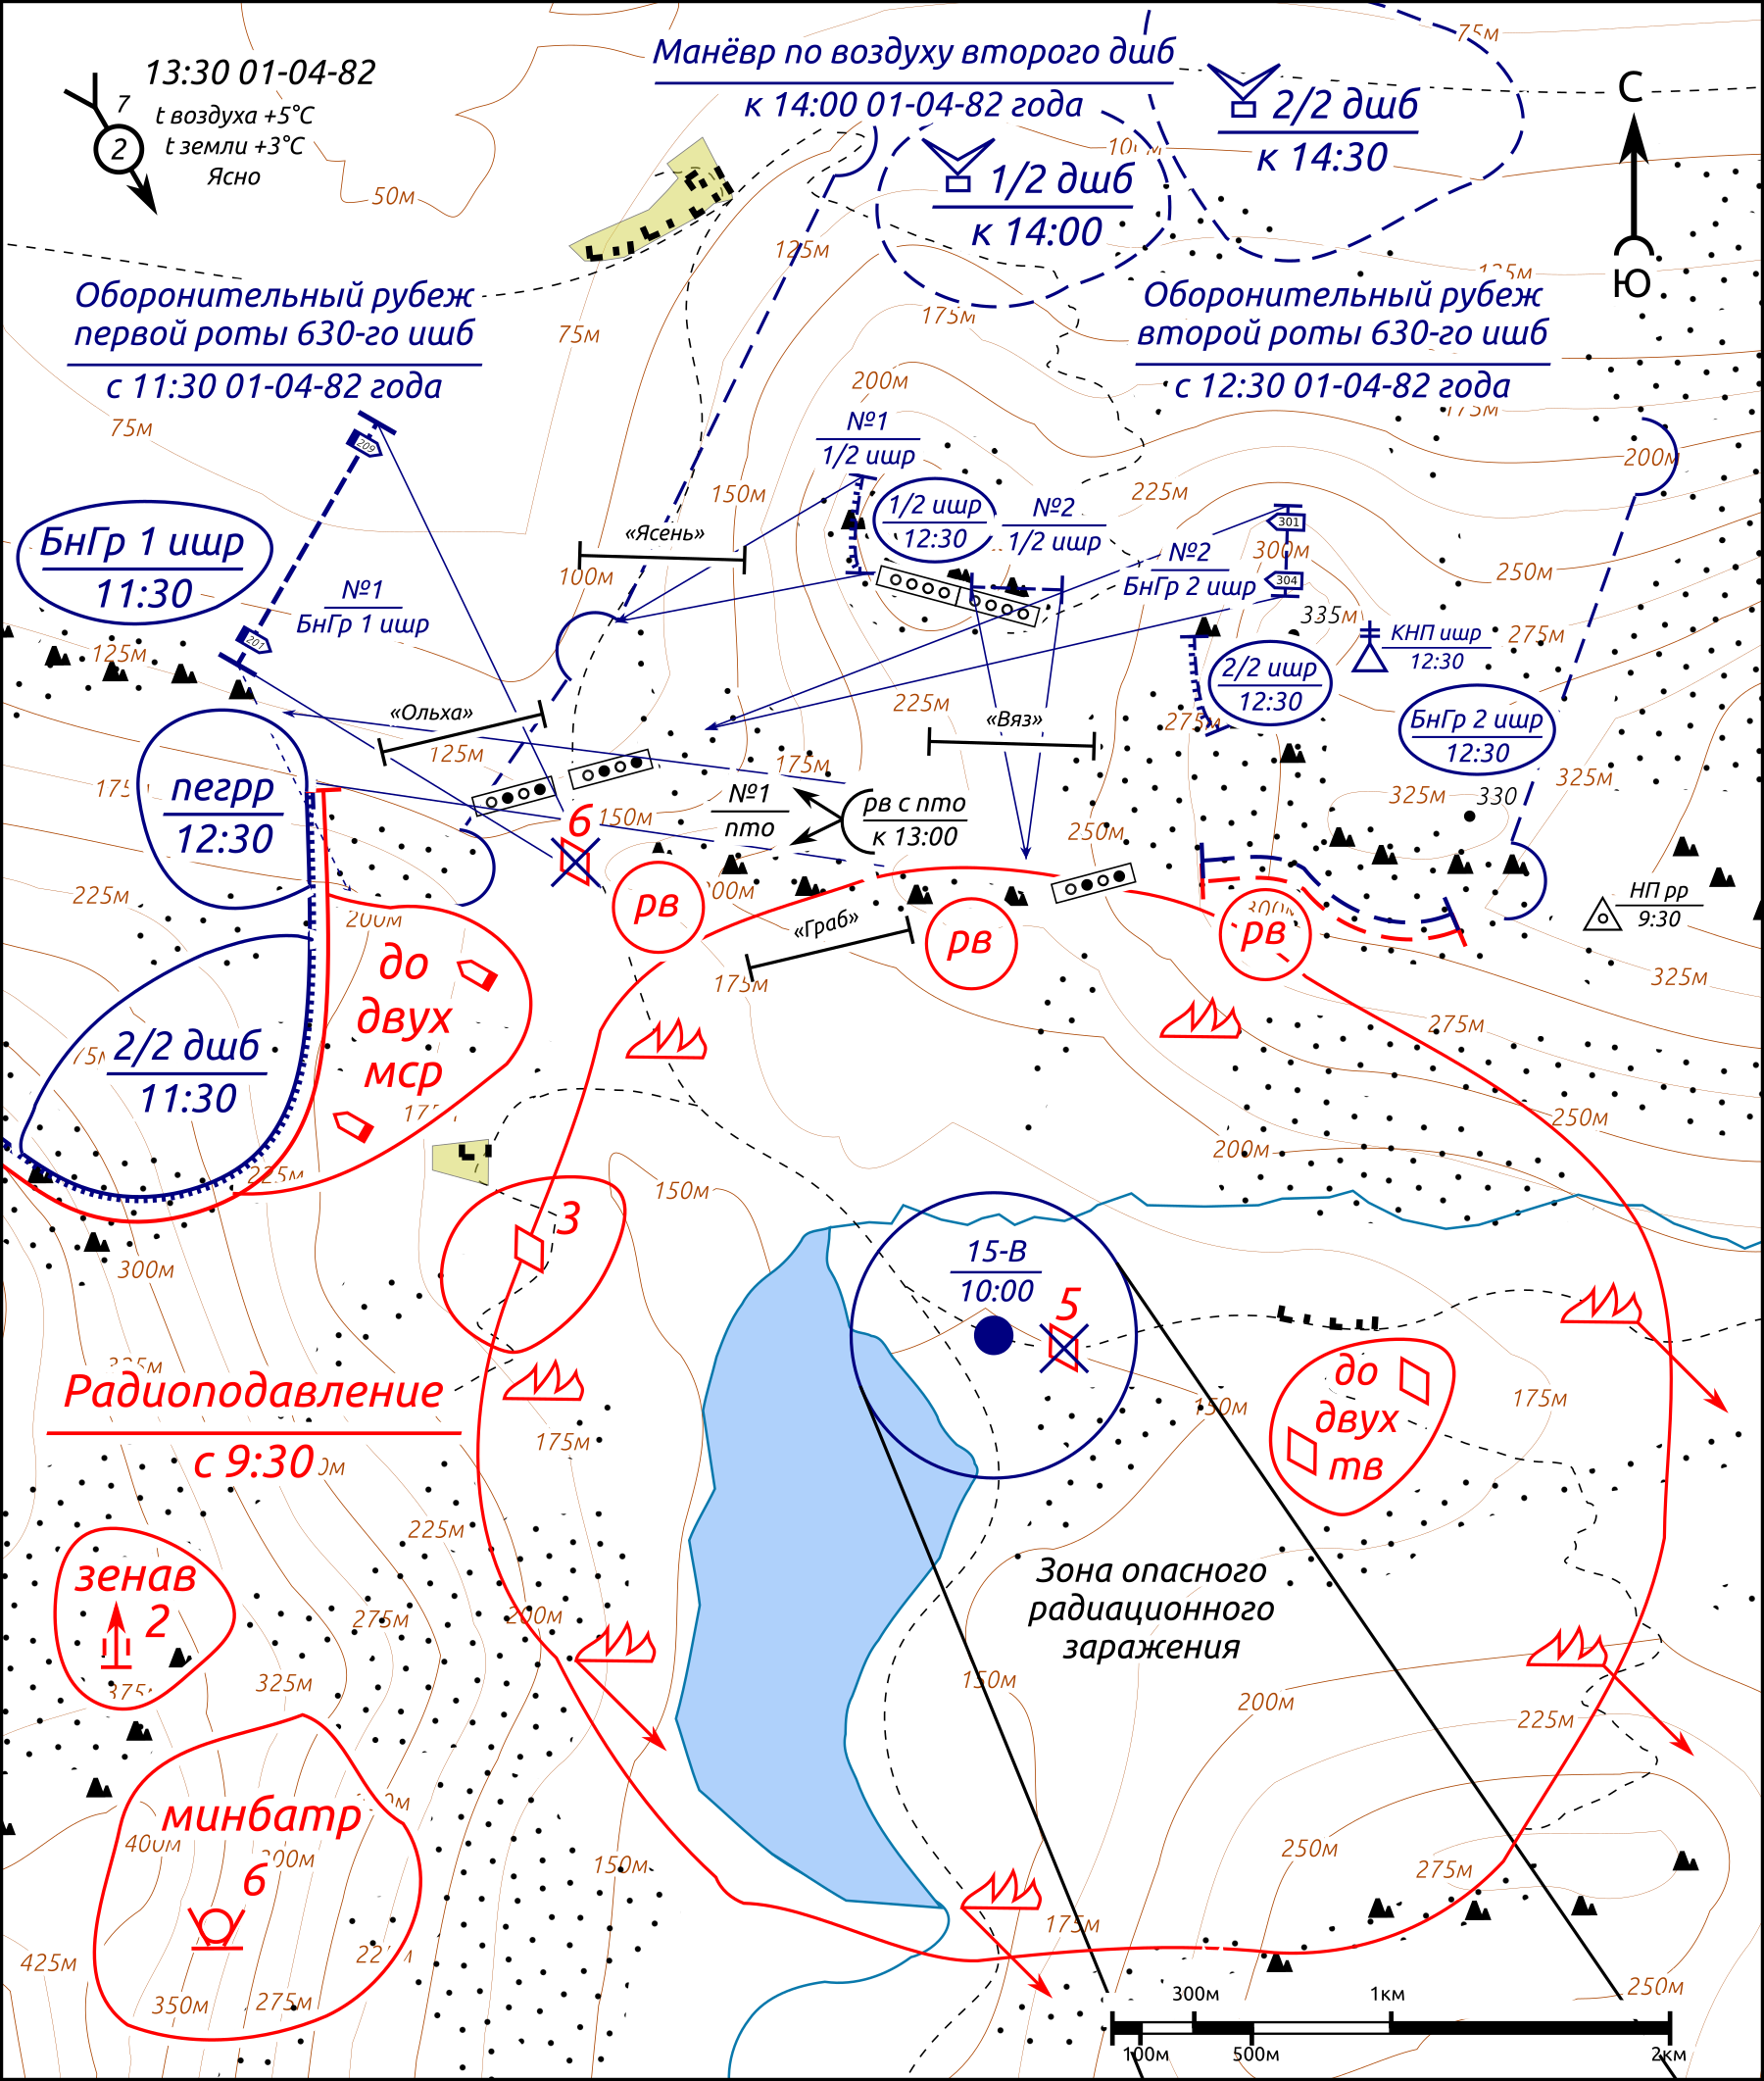 13:30 01-04-82
7
t воздуха +5°С
2
t земли +3°С
Ясно
Манёвр по воздуху второго дшб
к 14:00 01-04-82 года
75м
2/2 дшб
к 14:30
С
Ю
1/2 дшб
к 14:00
50м
125м
125м
175м
Оборонительный рубеж
первой роты 630-го ишб
с 11:30 01-04-82 года
Оборонительный рубеж
второй роты 630-го ишб
с 12:30 01-04-82 года
75м
200м
175м
75м
№1
1/2 ишр
209
200м
150м
225м
1/2 ишр
12:30
№2
1/2 ишр
301
«Ясень»
300м
БнГр 1 ишр
11:30
100м
№2
БнГр 2 ишр
304
250м
№1
БнГр 1 ишр
201
335м
КНП ишр
12:30
275м
125м
2/2 ишр
12:30
225м
«Ольха»
«Вяз»
275м
БнГр 2 ишр
12:30
125м
175м
325м
325м
330
пегрр
12:30
№1
пто
рв с пто
к 13:00
6
150м
250м
225м
200м
рв
рв
рв
«Граб»
НП рр
9:30
175м
325м
до
двух
мср
2/2 дшб
11:30
275м
250м
200м
225м
150м
3
300м
15-В
10:00
5
до
двух
тв
175м
150м
Радиоподавление
с 9:30
175м
225м
200м
275м
зенав
2
325м
Зона опасного
радиационного
заражения
150м
200м
225м
минбатр
6
400м
150м
250м
275м
175м
425м
350м
275м
250м
300м
1км
100м
500м
2км